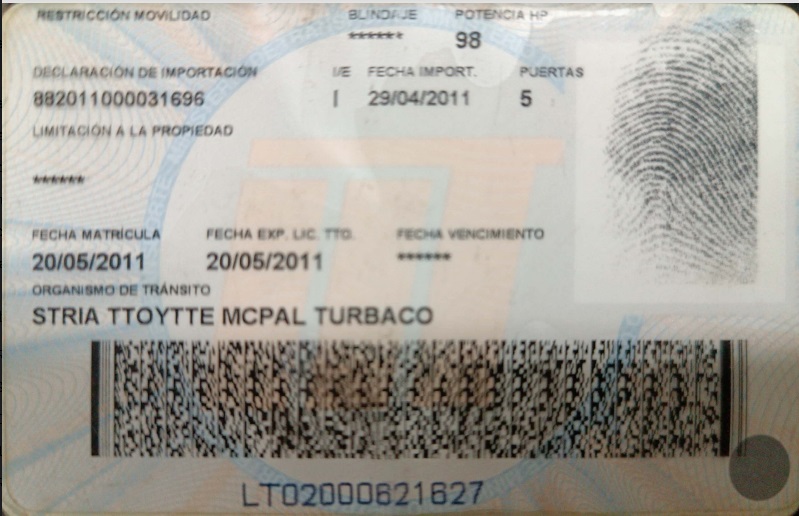 RESTRICCIÓN MOVILIDAD BLINDAJE POTENCIA HP
****** 98
DECLARACIÓN DE IMPORTACIÓN I/E FECHA IMPORT. PUERTAS
882011000031696 I 29/04/2011 5
LIMITACIÓN A LA PROPIEDAD
******
FECHA MATRÍCULA FECHA EXP. LIC. TTO. FECHA VENCIMIENTO
20/05/2011 20/05/2011 ******
ORGANISMO DE TRÁNSITO
STRIA TTOYTTE MCPAL TURBACO
LT02000621627